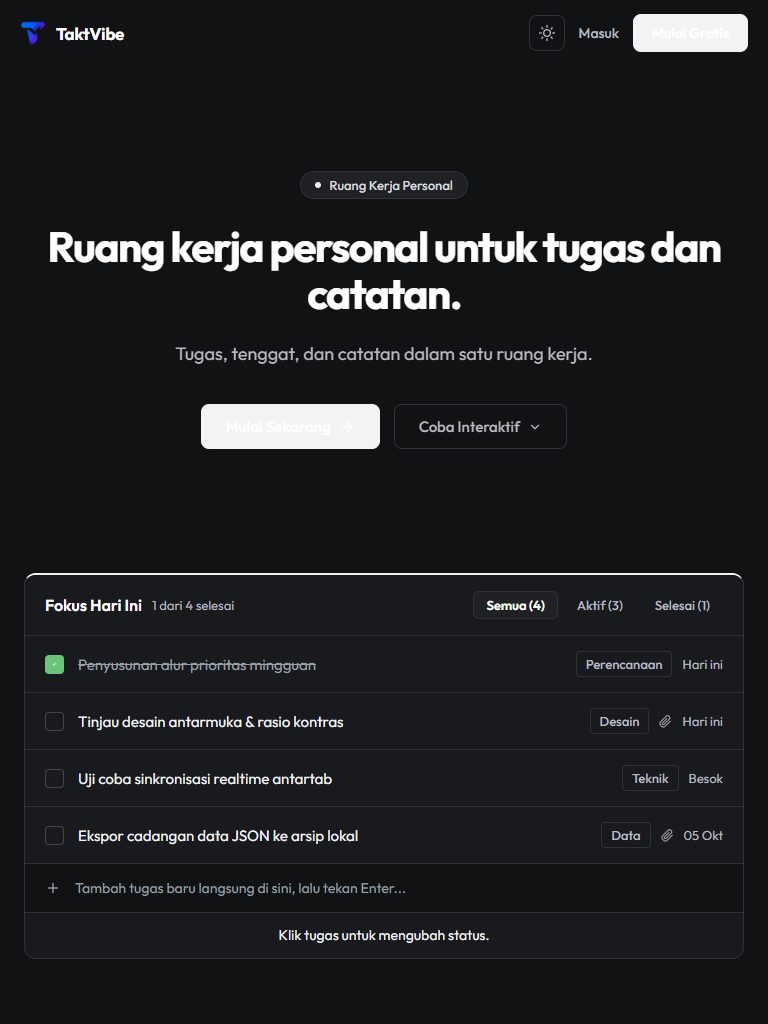 TaktVibe
Masuk
Mulai Gratis
Ruang Kerja Personal
Ruang kerja personal untuk tugas dan
catatan.
Tugas, tenggat, dan catatan dalam satu ruang kerja.
Mulai Sekarang →
Coba Interaktif
Fokus Hari Ini 1 dari 4 selesai
Semua (4) Aktif (3) Selesai (1)
Penyusunan alur prioritas mingguan Perencanaan Hari ini
Tinjau desain antarmuka & rasio kontras Desain Hari ini
Uji coba sinkronisasi realtime antartab Teknik Besok
Ekspor cadangan data JSON ke arsip lokal Data 05 Okt
+ Tambah tugas baru langsung di sini, lalu tekan Enter...
Klik tugas untuk mengubah status.